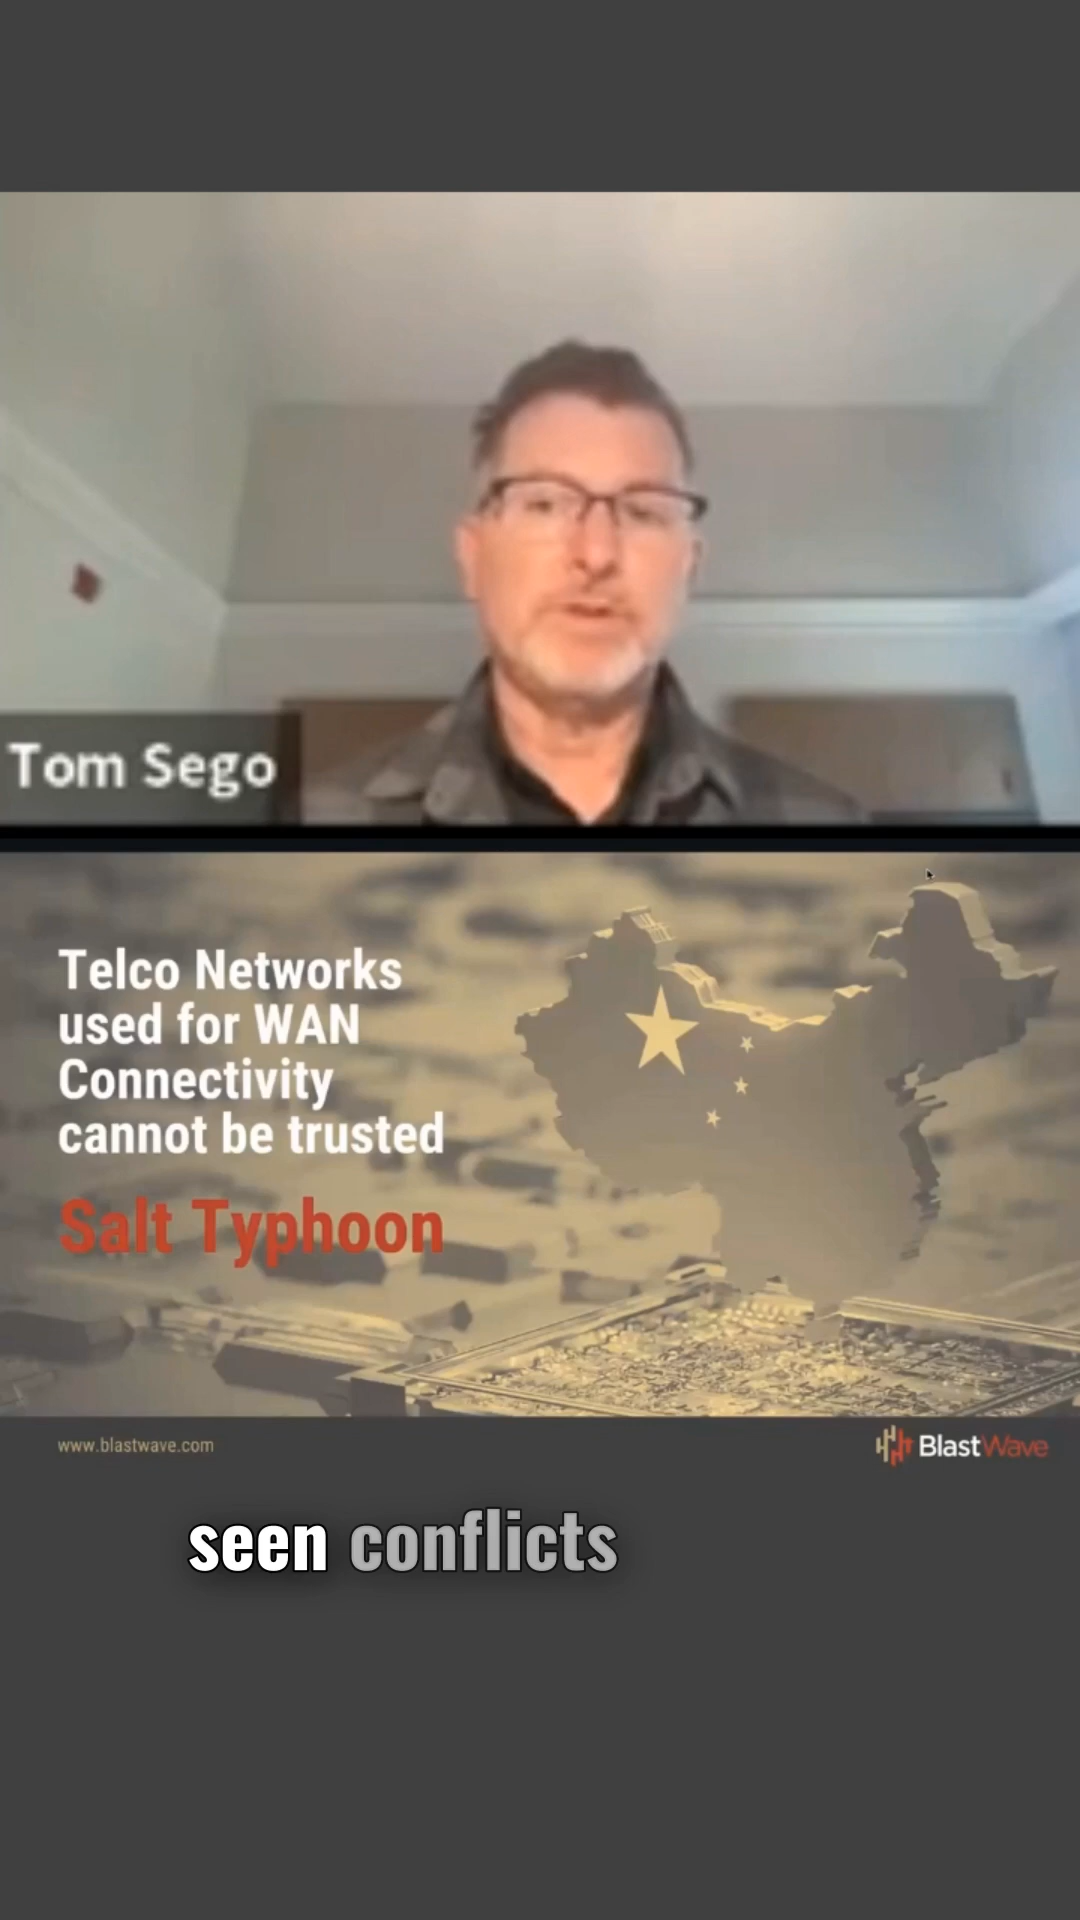 Tom Sego
Telco Networks
used for WAN
Connectivity
cannot be trusted
Salt Typhoon
www.blastwave.com
BlastWave
seen conflicts